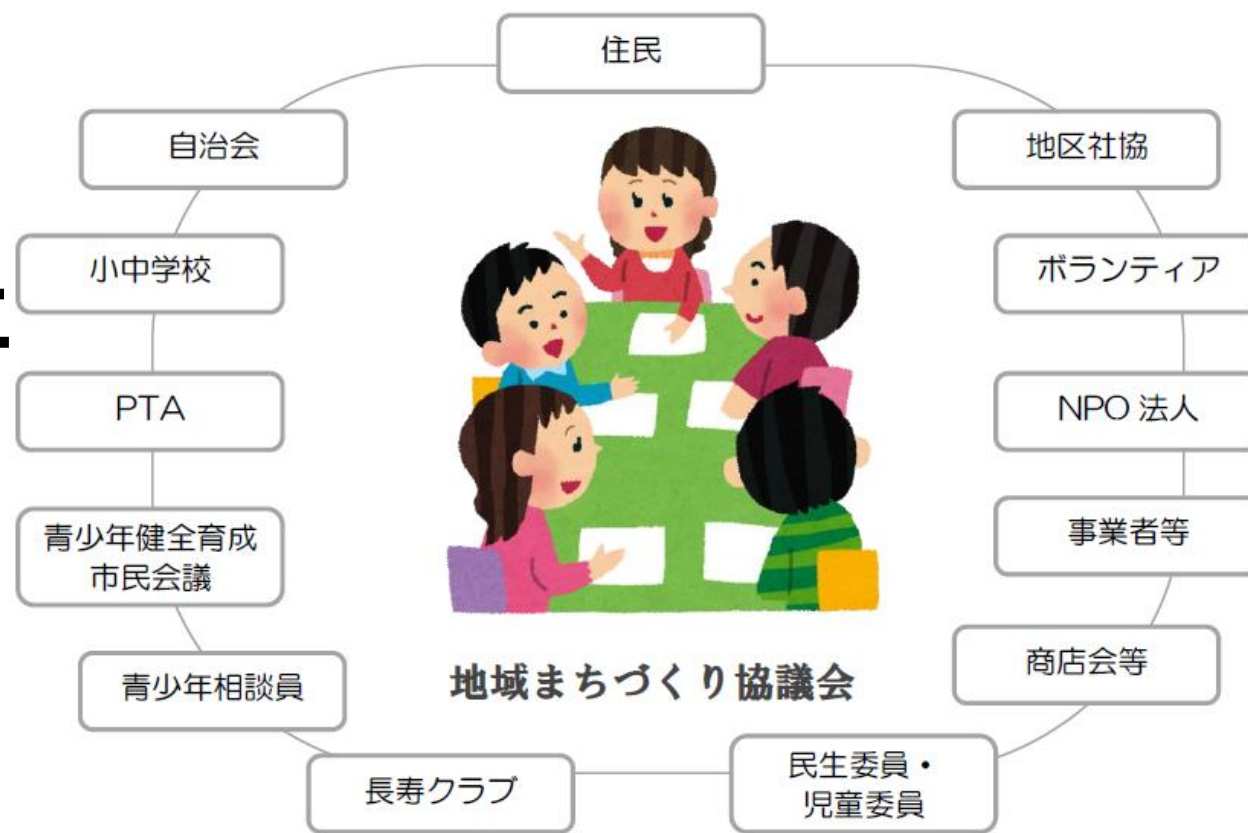 住民
自治会
地区社協
小中学校
ボランティア
PTA
NPO 法人
青少年健全育成
市民会議
事業者等
青少年相談員
商店会等
地域まちづくり協議会
長寿クラブ
民生委員・
児童委員